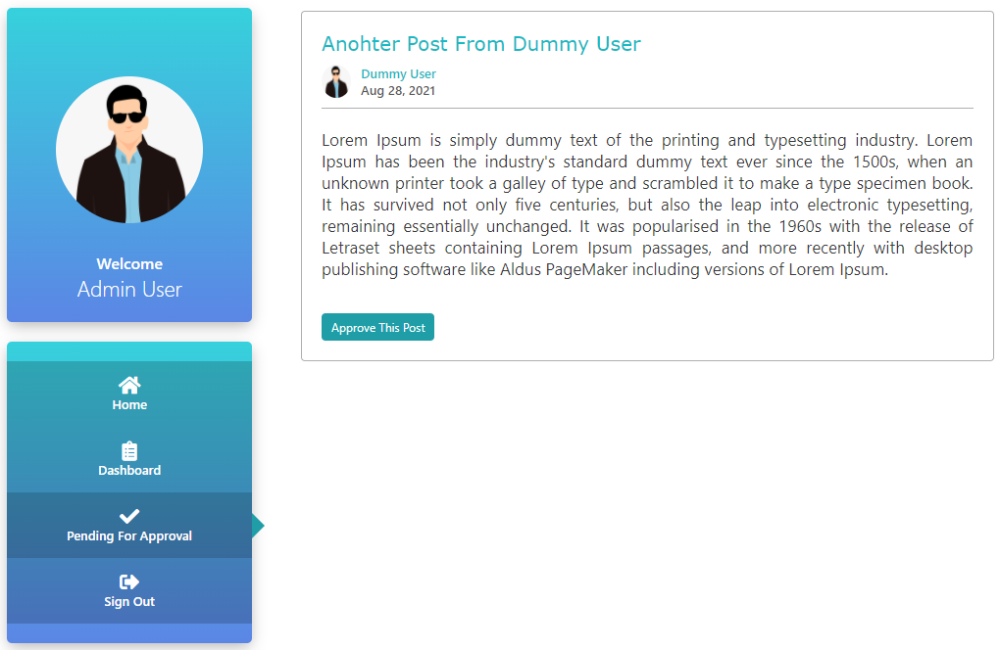 Welcome
Admin User
Home
Dashboard
Pending For Approval
Sign Out
Anohter Post From Dummy User
Dummy User
Aug 28, 2021
Lorem Ipsum is simply dummy text of the printing and typesetting industry. Lorem
Ipsum has been the industry's standard dummy text ever since the 1500s, when an
unknown printer took a galley of type and scrambled it to make a type specimen book.
It has survived not only five centuries, but also the leap into electronic typesetting,
remaining essentially unchanged. It was popularised in the 1960s with the release of
Letraset sheets containing Lorem Ipsum passages, and more recently with desktop
publishing software like Aldus PageMaker including versions of Lorem Ipsum.
Approve This Post